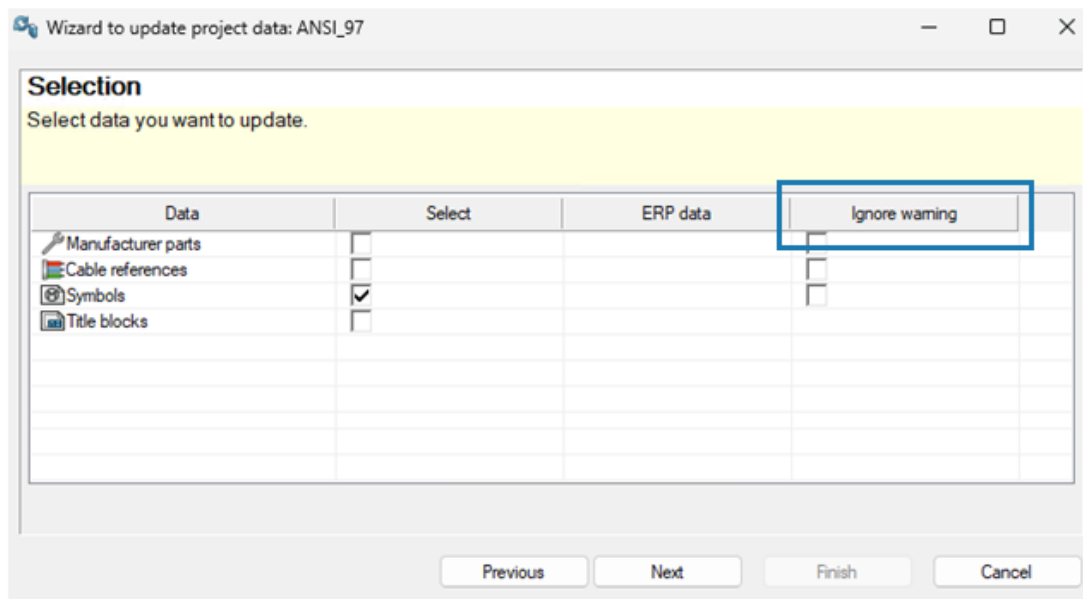 Wizard to update project data: ANSI_97
Selection
Select data you want to update.
Data Select ERP data Ignore warning
Manufacturer parts
Cable references
Symbols
Title blocks
Previous Next Finish Cancel